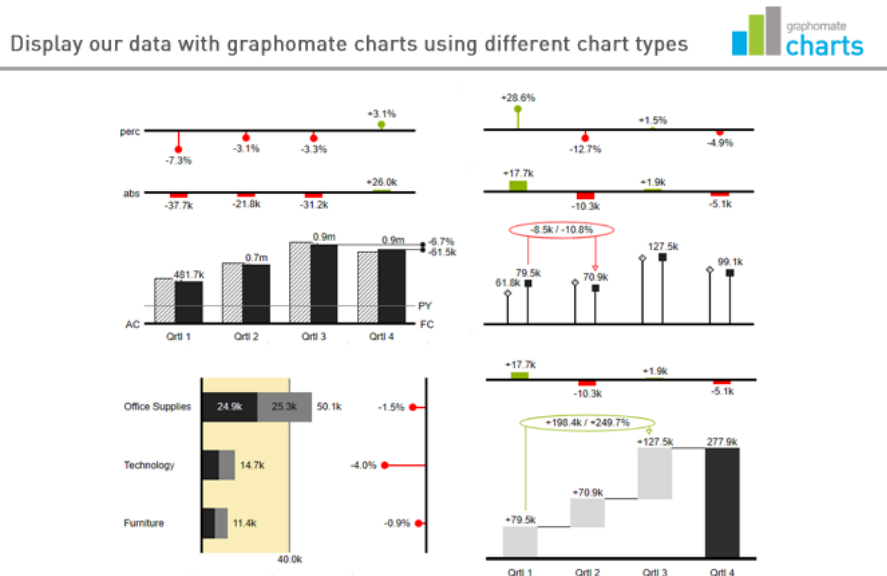 Display our data with graphomate charts using different chart types
graphomate
charts
+3.1%
perc
-7.3%
-3.1%
-3.3%
+26.0k
abs
-37.7k
-21.8k
-31.2k
0.9m
0.9m
-6.7%
-61.5k
0.7m
481.7k
PY
AC
FC
Qrtl 1
Qrtl 2
Qrtl 3
Qrtl 4
+28.6%
+1.5%
-12.7%
-4.9%
+17.7k
+1.9k
-10.3k
-5.1k
-8.5k / -10.8%
127.5k
99.1k
79.5k
70.9k
61.8k
Office Supplies
24.9k
25.3k
50.1k
-1.5%
Technology
14.7k
-4.0%
Furniture
11.4k
-0.9%
40.0k
+17.7k
+1.9k
-10.3k
-5.1k
+198.4k / +249.7%
+127.5k
277.9k
+70.9k
+79.5k
Qrtl 1
Qrtl 2
Qrtl 3
Qrtl 4